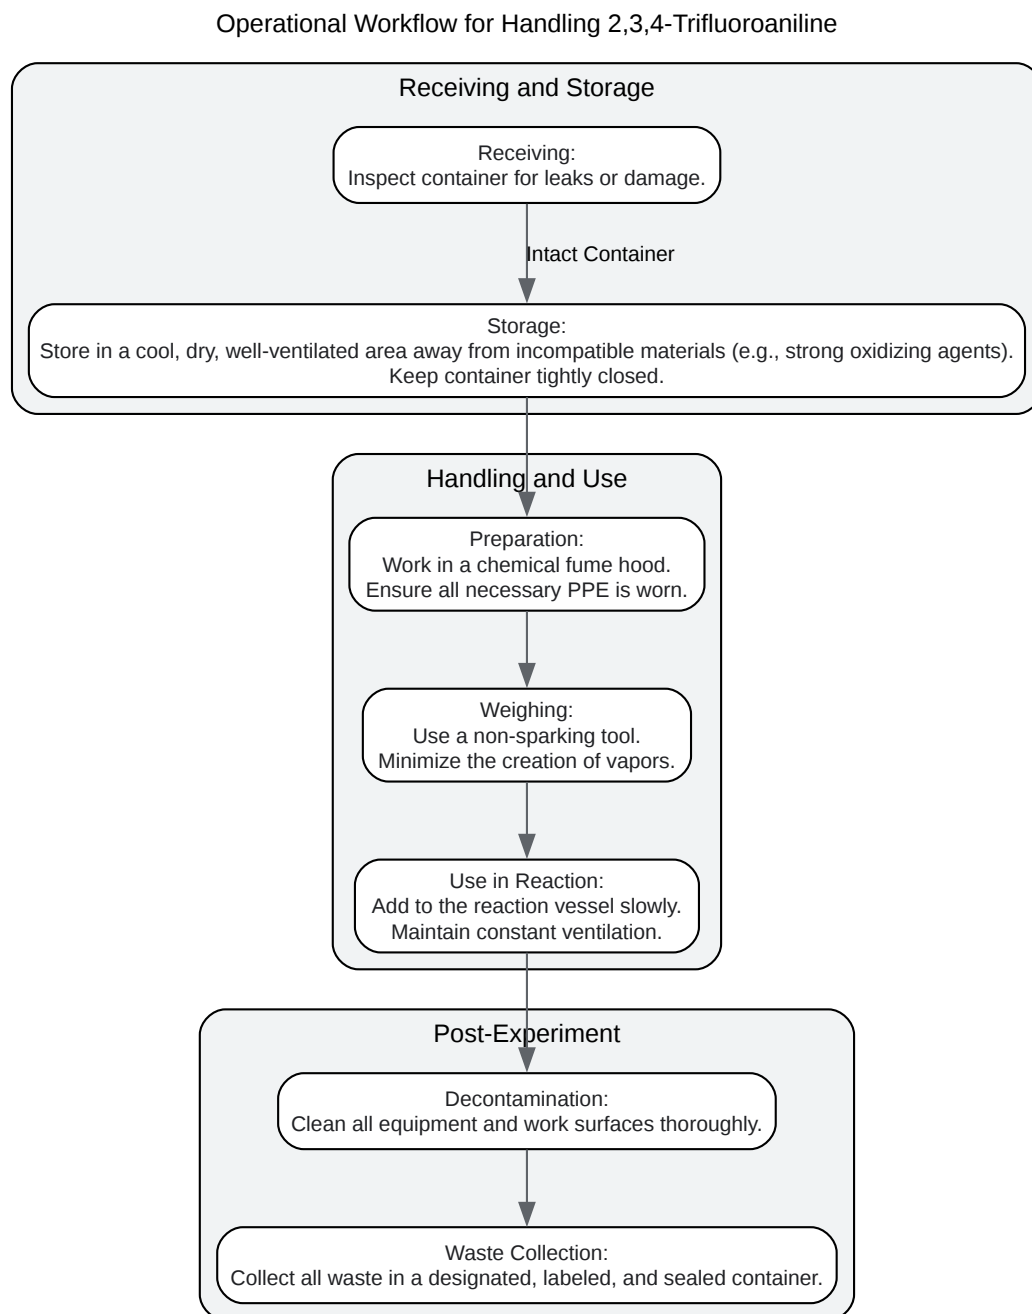 Operational Workflow for Handling 2,3,4-Trifluoroaniline
Receiving and Storage
Receiving:
Inspect container for leaks or damage.
Intact Container
Storage:
Store in a cool, dry, well-ventilated area away from incompatible materials (e.g., strong oxidizing agents).
Keep container tightly closed.
Handling and Use
Preparation:
Work in a chemical fume hood.
Ensure all necessary PPE is worn.
Weighing:
Use a non-sparking tool.
Minimize the creation of vapors.
Use in Reaction:
Add to the reaction vessel slowly.
Maintain constant ventilation.
Post-Experiment
Decontamination:
Clean all equipment and work surfaces thoroughly.
Waste Collection:
Collect all waste in a designated, labeled, and sealed container.